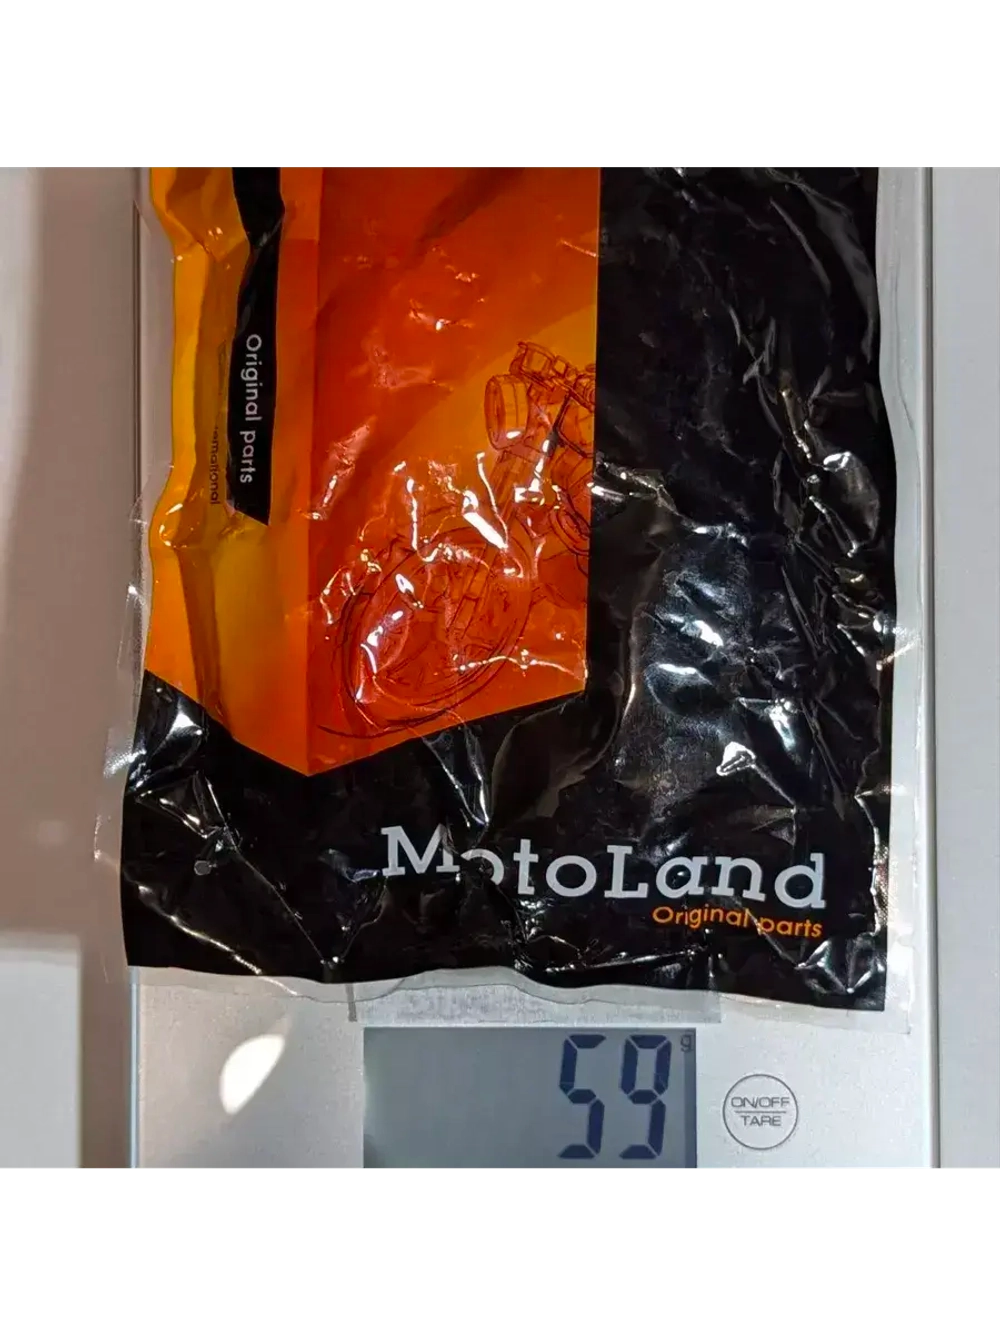 Original parts
MotoLand
Original parts
59 g
ON/OFF
TARE